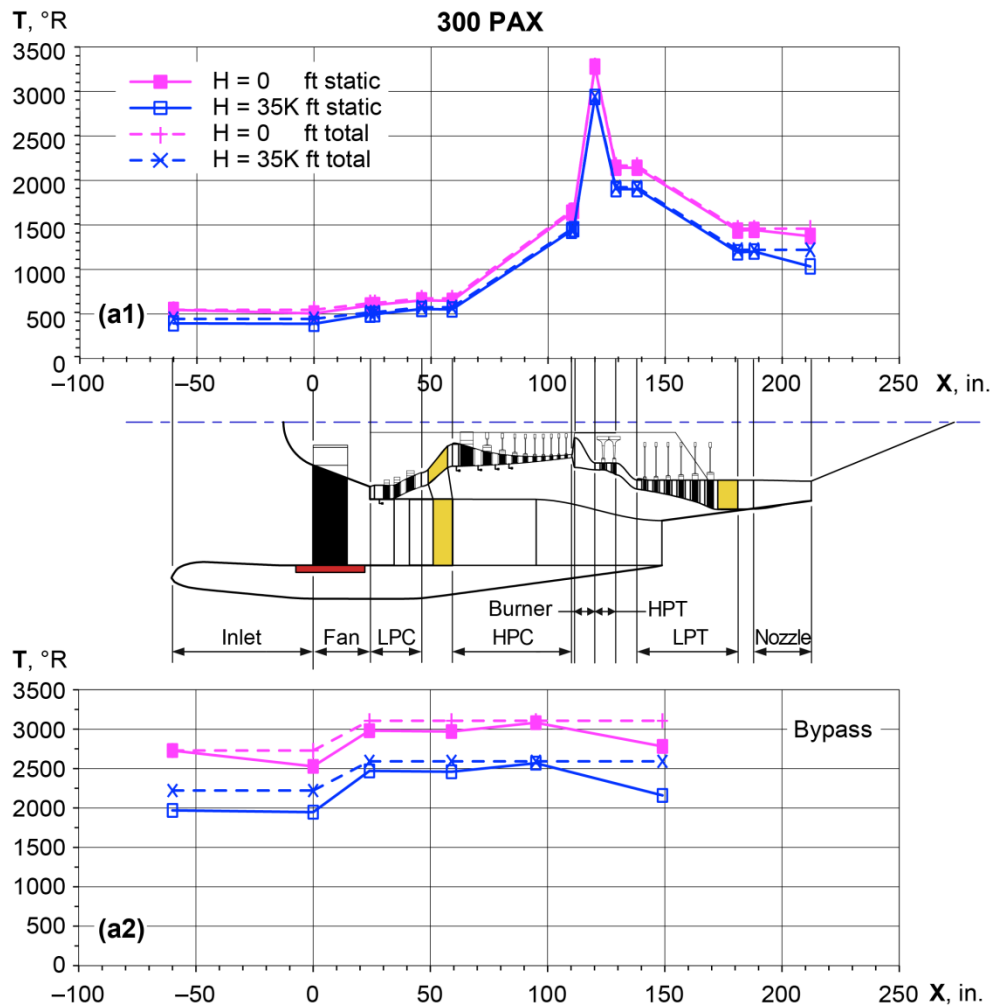 T, °R
300 PAX
3500
3000
2500
2000
1500
1000
500
0
H = 0 ft static
H = 35K ft static
H = 0 ft total
H = 35K ft total
(a1)
–100 –50 0 50 100 150 200 250 X, in.
Burner HPT
Inlet Fan LPC HPC LPT Nozzle
T, °R
3500
3000
2500
2000
1500
1000
500
0
Bypass
(a2)
–100 –50 0 50 100 150 200 250 X, in.